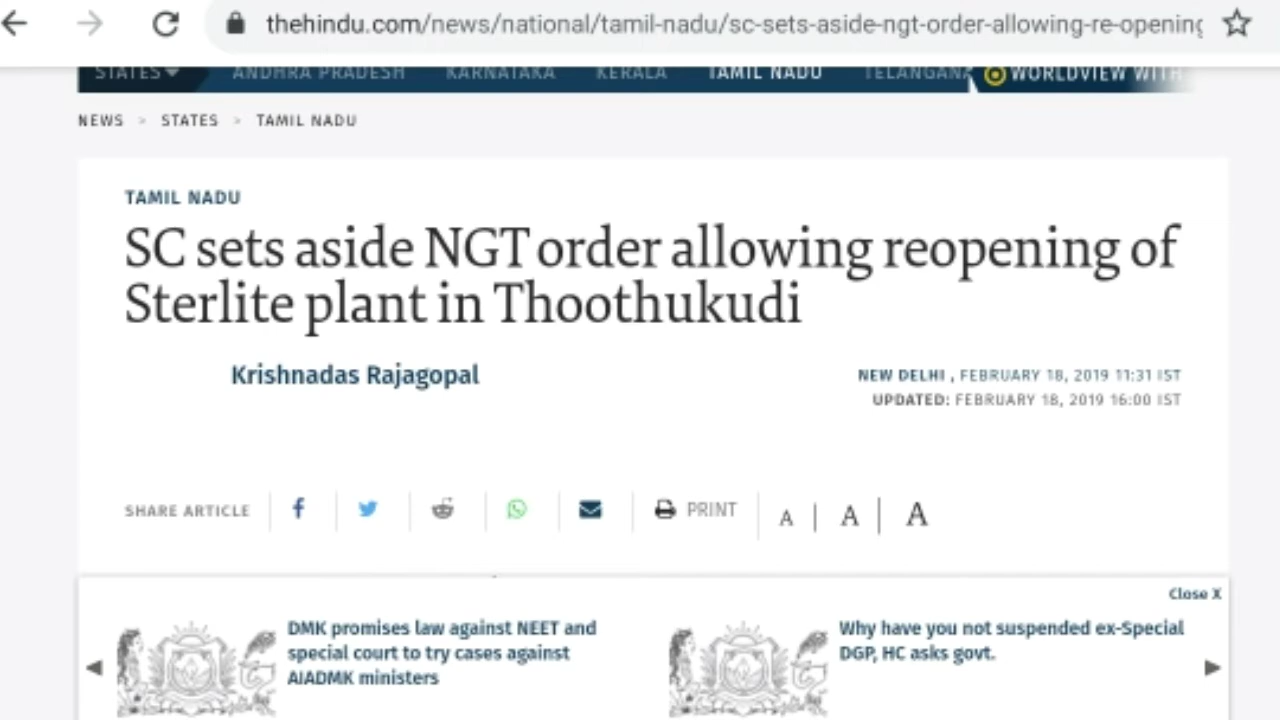 thehindu.com/news/national/tamil-nadu/sc-sets-aside-ngt-order-allowing-re-opening
STATES ANDHRA PRADESH KARNATAKA KERALA TAMIL NADU TELANGANA WORLDVIEW WITH
NEWS > STATES > TAMIL NADU
TAMIL NADU
SC sets aside NGT order allowing reopening of
Sterlite plant in Thoothukudi
Krishnadas Rajagopal
NEW DELHI , FEBRUARY 18, 2019 11:31 IST
UPDATED: FEBRUARY 18, 2019 16:00 IST
SHARE ARTICLE PRINT A | A | A
Close X
DMK promises law against NEET and
special court to try cases against
AIADMK ministers
Why have you not suspended ex-Special
DGP, HC asks govt.